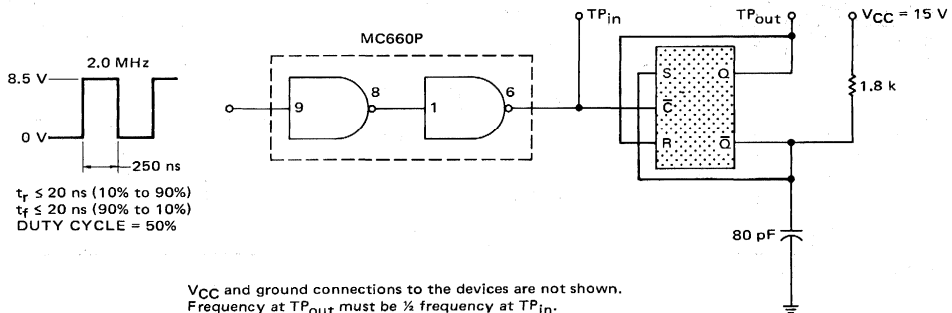 TPin
TPout
VCC = 15 V
MC660P
2.0 MHz
8.5 V
0 V
250 ns
9
8
1
6
S
Q
C̅
R
Q̅
1.8 k
80 pF
tr ≤ 20 ns (10% to 90%)
tf ≤ 20 ns (90% to 10%)
DUTY CYCLE = 50%
VCC and ground connections to the devices are not shown.
Frequency at TPout must be ½ frequency at TPin.